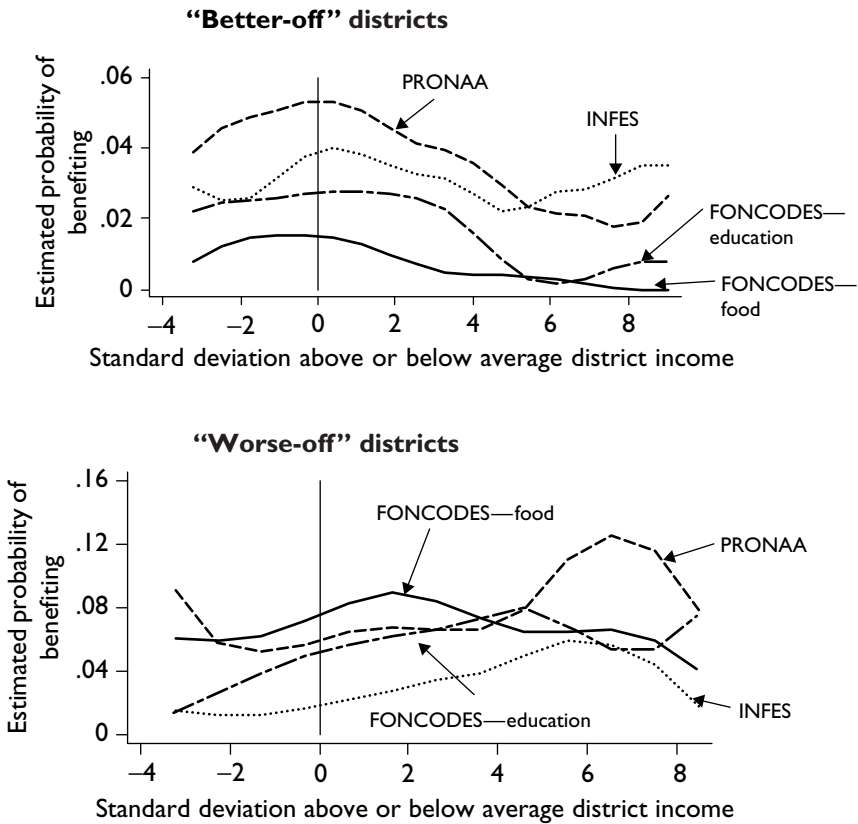 “Better-off” districts
Estimated probability of
benefiting
.06
.04
.02
0
PRONAA
INFES
FONCODES—
education
FONCODES—
food
–4 –2 0 2 4 6 8
Standard deviation above or below average district income
“Worse-off” districts
Estimated probability of
benefiting
.16
.12
.08
.04
0
FONCODES—food
PRONAA
FONCODES—education
INFES
–4 –2 0 2 4 6 8
Standard deviation above or below average district income